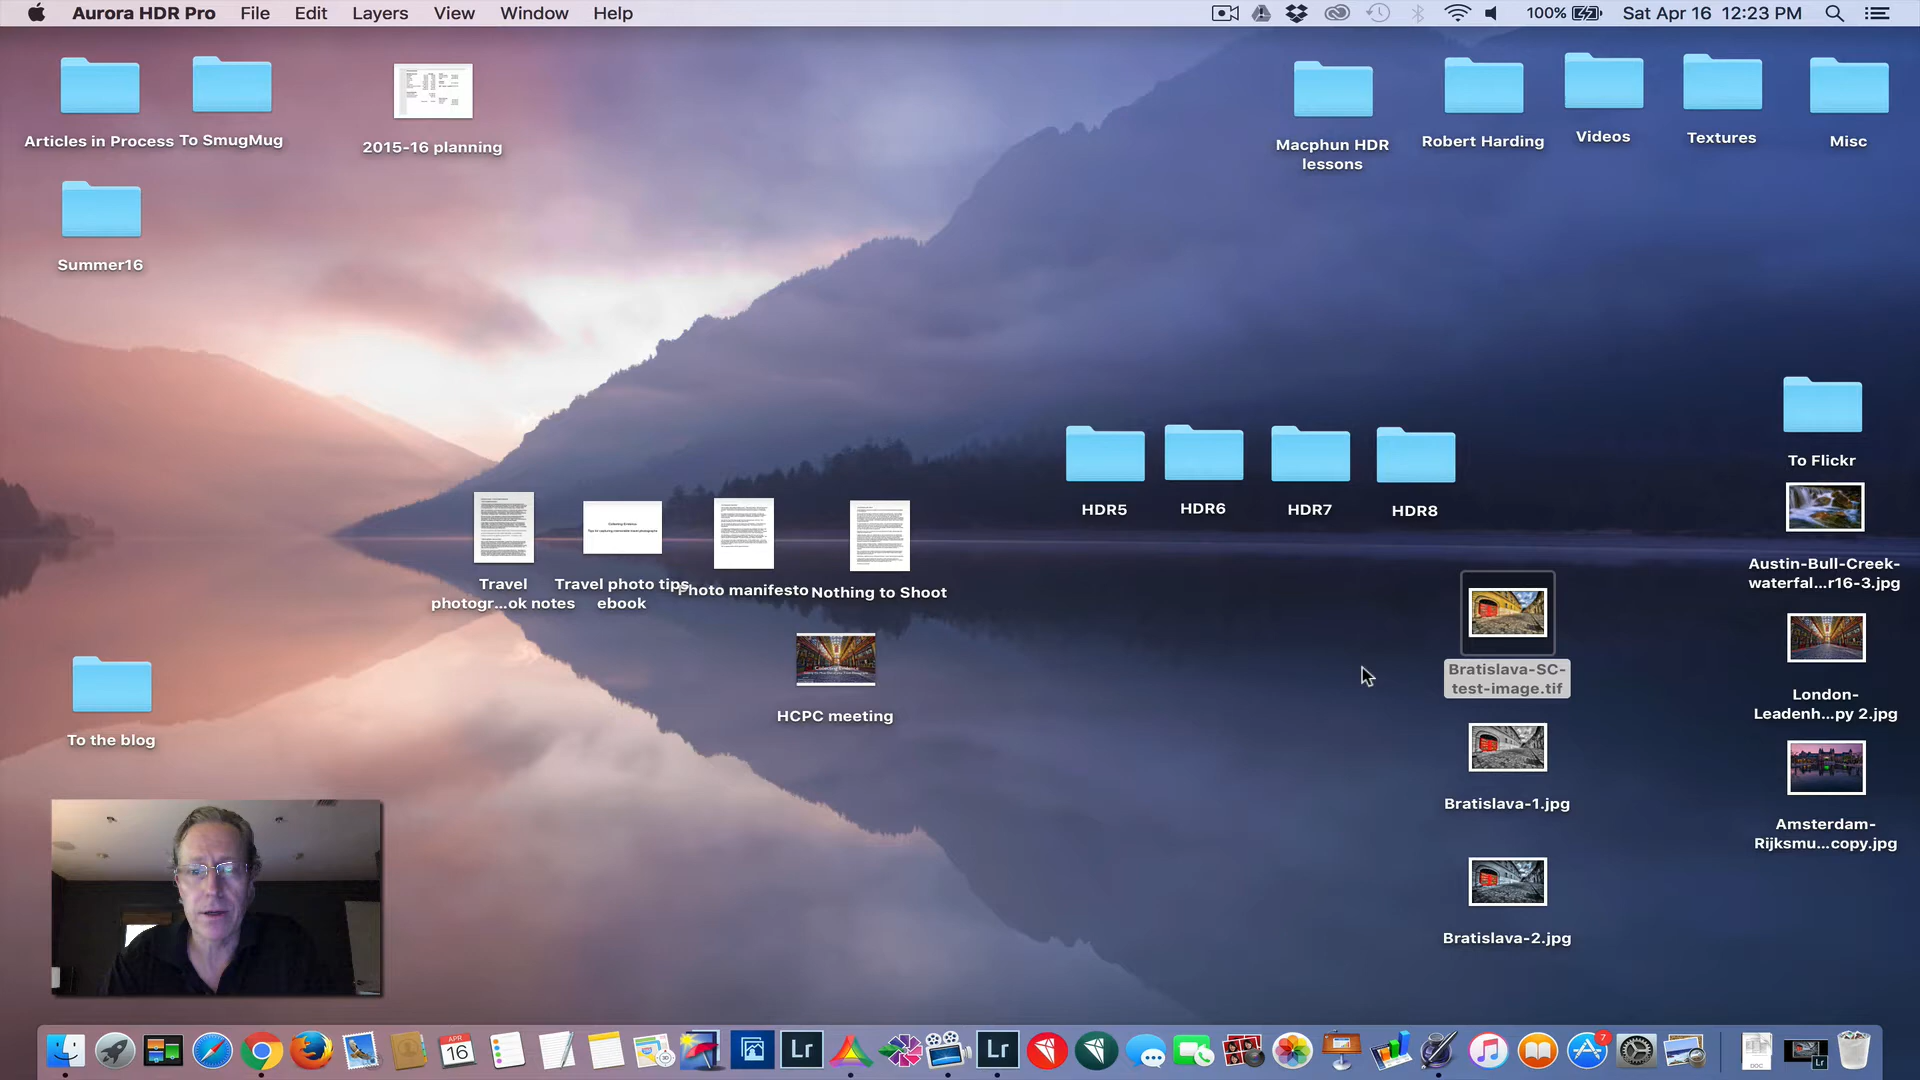 Aurora HDR Pro File Edit Layers View Window Help 100% Sat Apr 16 12:23 PM
Articles in Process
To SmugMug
2015-16 planning
Macphun HDR
lessons
Robert Harding
Videos
Textures
Misc
Summer16
To Flickr
HDR5
HDR6
HDR7
HDR8
Austin-Bull-Creek-
waterfal...r16-3.jpg
Travel
photogr...ok notes
Travel photo tips
ebook
Photo manifesto
Nothing to Shoot
Bratislava-SC-
test-image.tif
London-
Leadenh...py 2.jpg
HCPC meeting
To the blog
Bratislava-1.jpg
Amsterdam-
Rijksmu...copy.jpg
Bratislava-2.jpg
APR
16
Lr
Lr
7
DOC
Lr